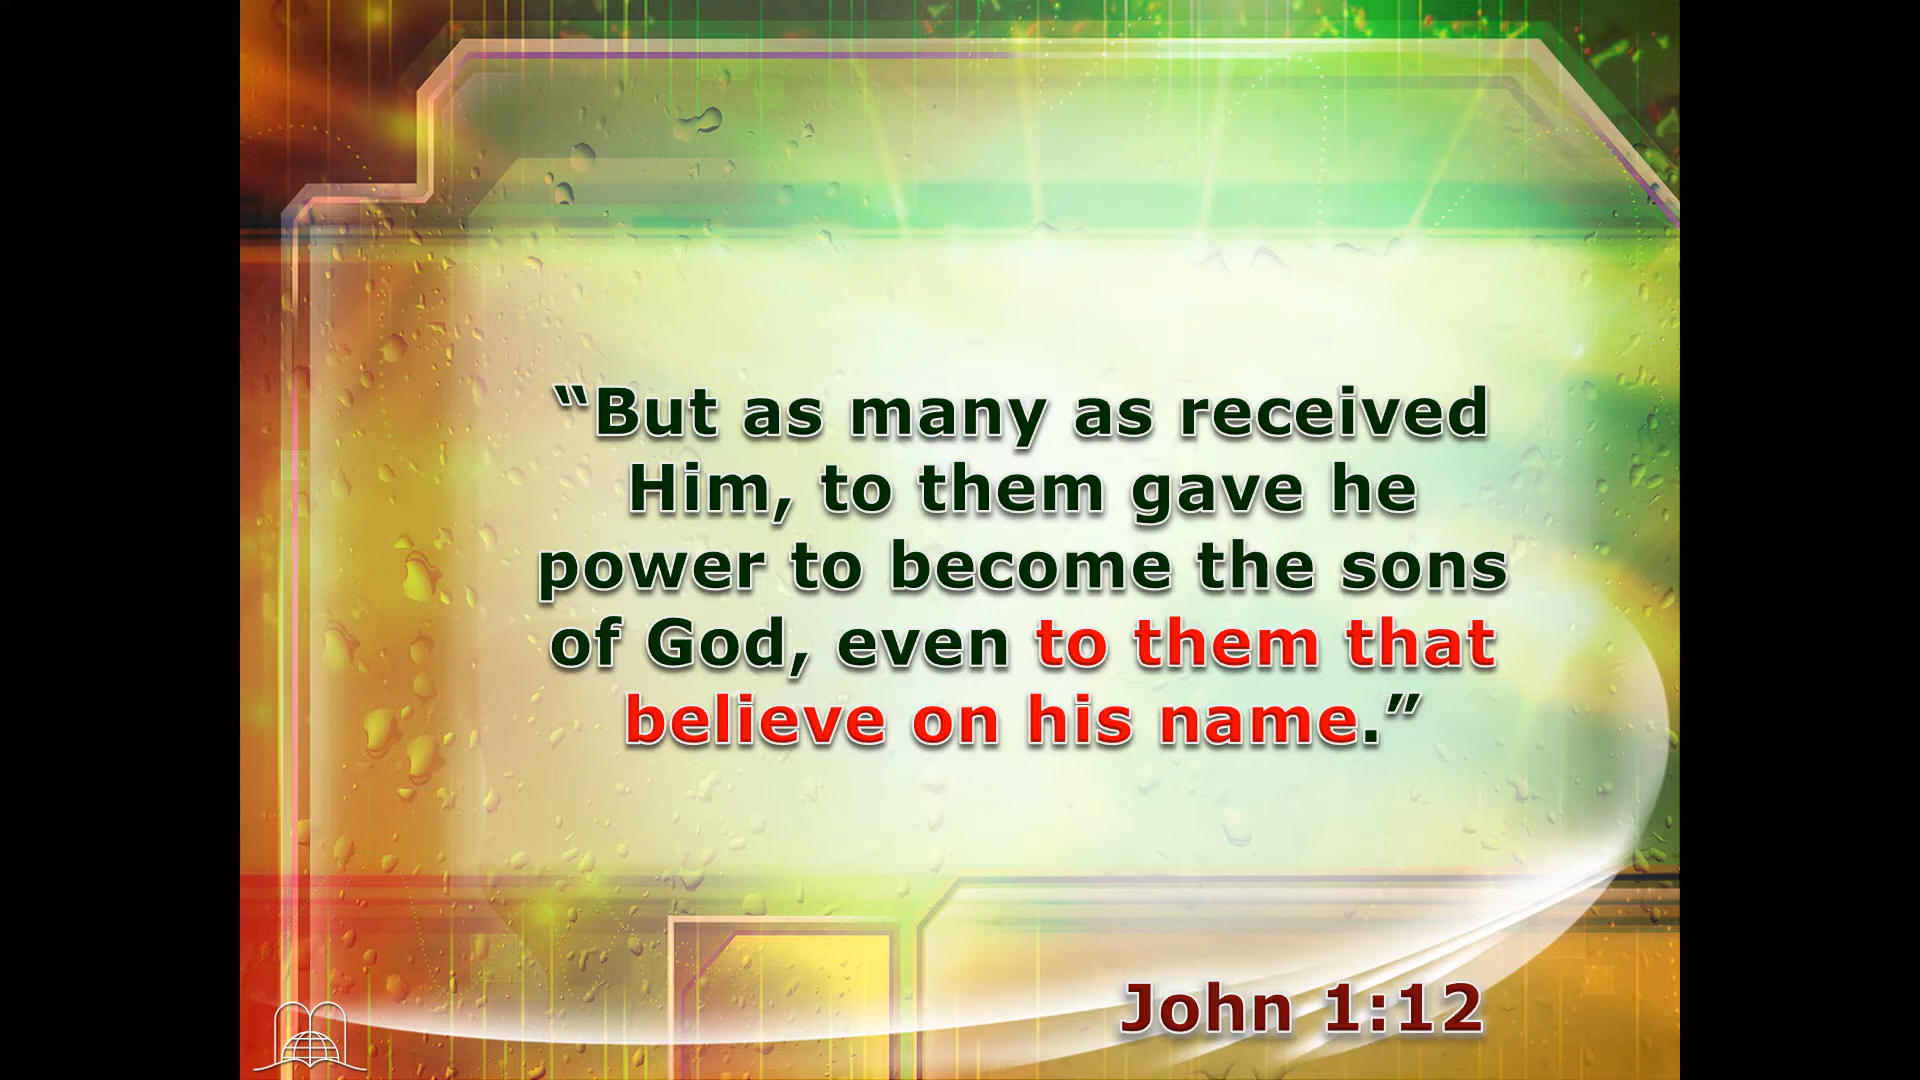 “But as many as received
Him, to them gave he
power to become the sons
of God, even to them that
believe on his name.”
John 1:12